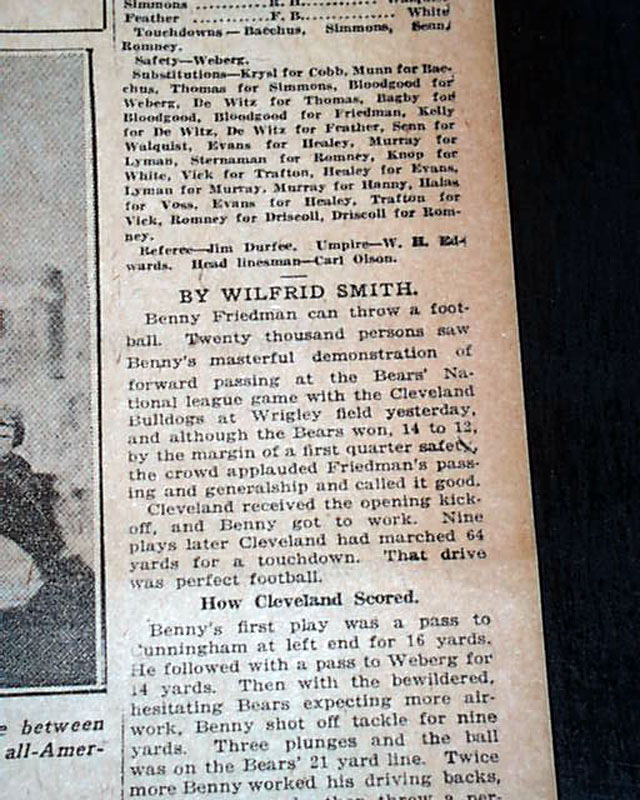 Simmons ..........R. H..........
Feather ..........F. B..........White
Touchdowns—Bacchus, Simmons, Senn,
Romney.
Safety—Weberg.
Substitutions—Krysl for Cobb, Munn for Bac-
chus, Thomas for Simmons, Bloodgood for
Weberg, De Witz for Thomas, Bagby for
Bloodgood, Bloodgood for Friedman, Kelly
for De Witz, De Witz for Feather, Senn for
Walquist, Evans for Healey, Murray for
Lyman, Sternaman for Romney, Knop for
White, Vick for Trafton, Healey for Evans,
Lyman for Murray, Murray for Hanny, Halas
for Voss, Evans for Healey, Trafton for
Vick, Romney for Driscoll, Driscoll for Rom-
ney.
Referee—Jim Durfee. Umpire—W. H. Ed-
wards. Head linesman—Carl Olson.
BY WILFRID SMITH.
Benny Friedman can throw a foot-
ball. Twenty thousand persons saw
Benny's masterful demonstration of
forward passing at the Bears' Na-
tional league game with the Cleveland
Bulldogs at Wrigley field yesterday,
and although the Bears won, 14 to 12,
by the margin of a first quarter safety,
the crowd applauded Friedman's pass-
ing and generalship and called it good.
Cleveland received the opening kick-
off, and Benny got to work. Nine
plays later Cleveland had marched 64
yards for a touchdown. That drive
was perfect football.
How Cleveland Scored.
Benny's first play was a pass to
Cunningham at left end for 16 yards.
He followed with a pass to Weberg for
14 yards. Then with the bewildered,
hesitating Bears expecting more air-
work, Benny shot off tackle for nine
yards. Three plunges and the ball
was on the Bears' 21 yard line. Twice
more Benny worked his driving backs,
then threw a per-
e between
all-Amer-